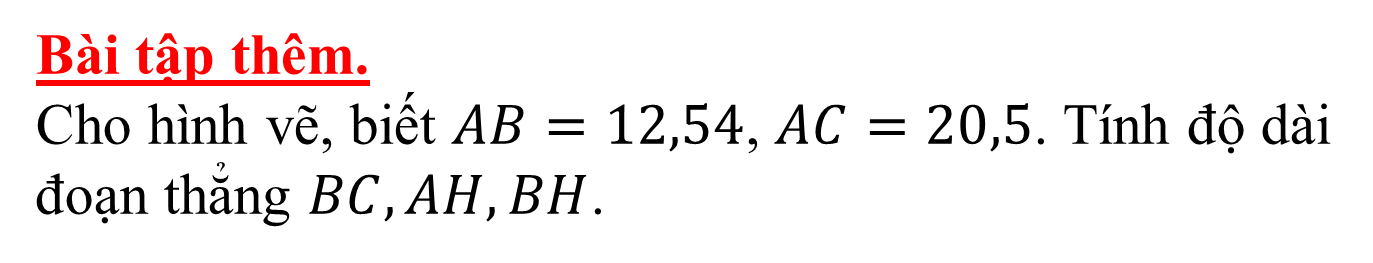 Bài tập thêm.
Cho hình vẽ, biết AB = 12,54, AC = 20,5. Tính độ dài
đoạn thẳng BC, AH, BH.